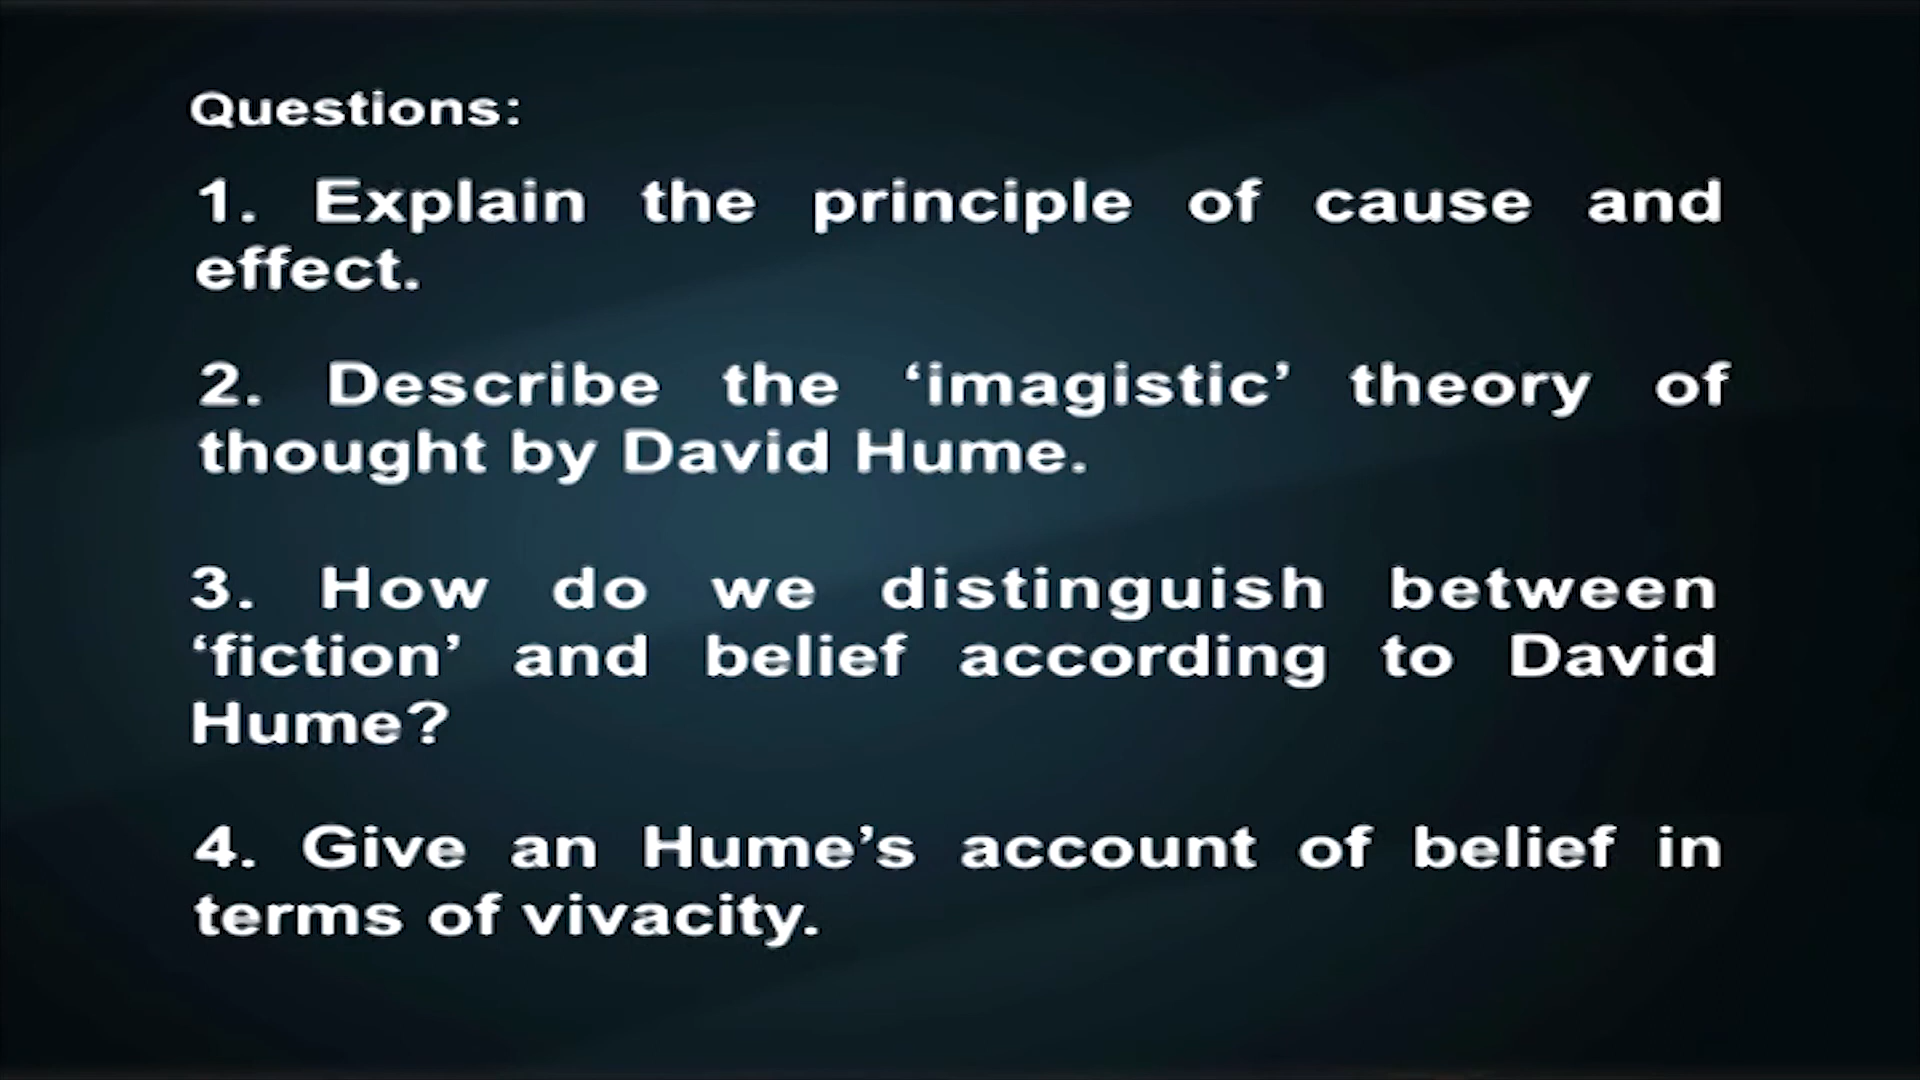 Questions:
1. Explain the principle of cause and
effect.
2. Describe the ‘imagistic’ theory of
thought by David Hume.
3. How do we distinguish between
‘fiction’ and belief according to David
Hume?
4. Give an Hume’s account of belief in
terms of vivacity.